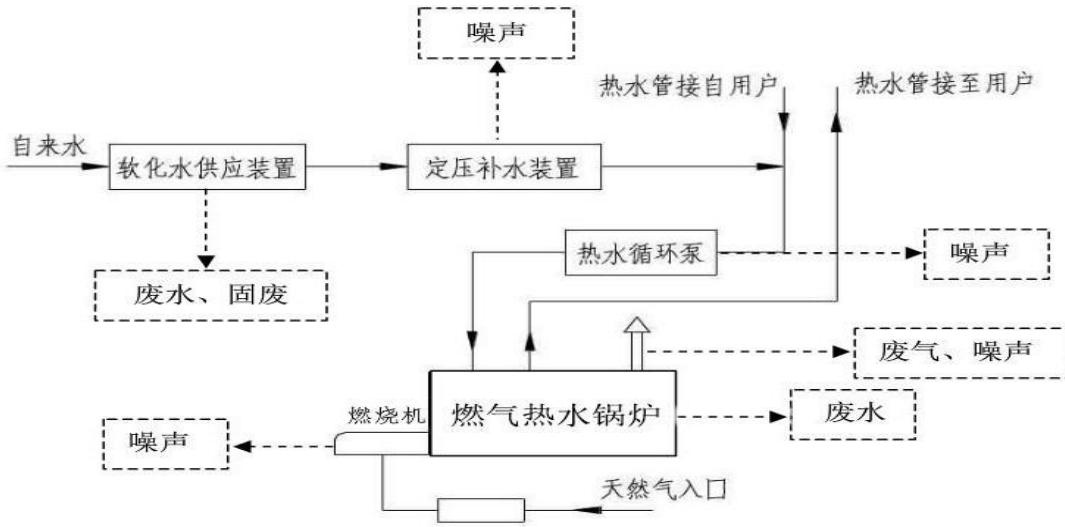 噪声
热水管接自用户
热水管接至用户
自来水
软化水供应装置
定压补水装置
热水循环泵
噪声
废水、固废
废气、噪声
燃烧机
燃气热水锅炉
废水
噪声
天然气入口